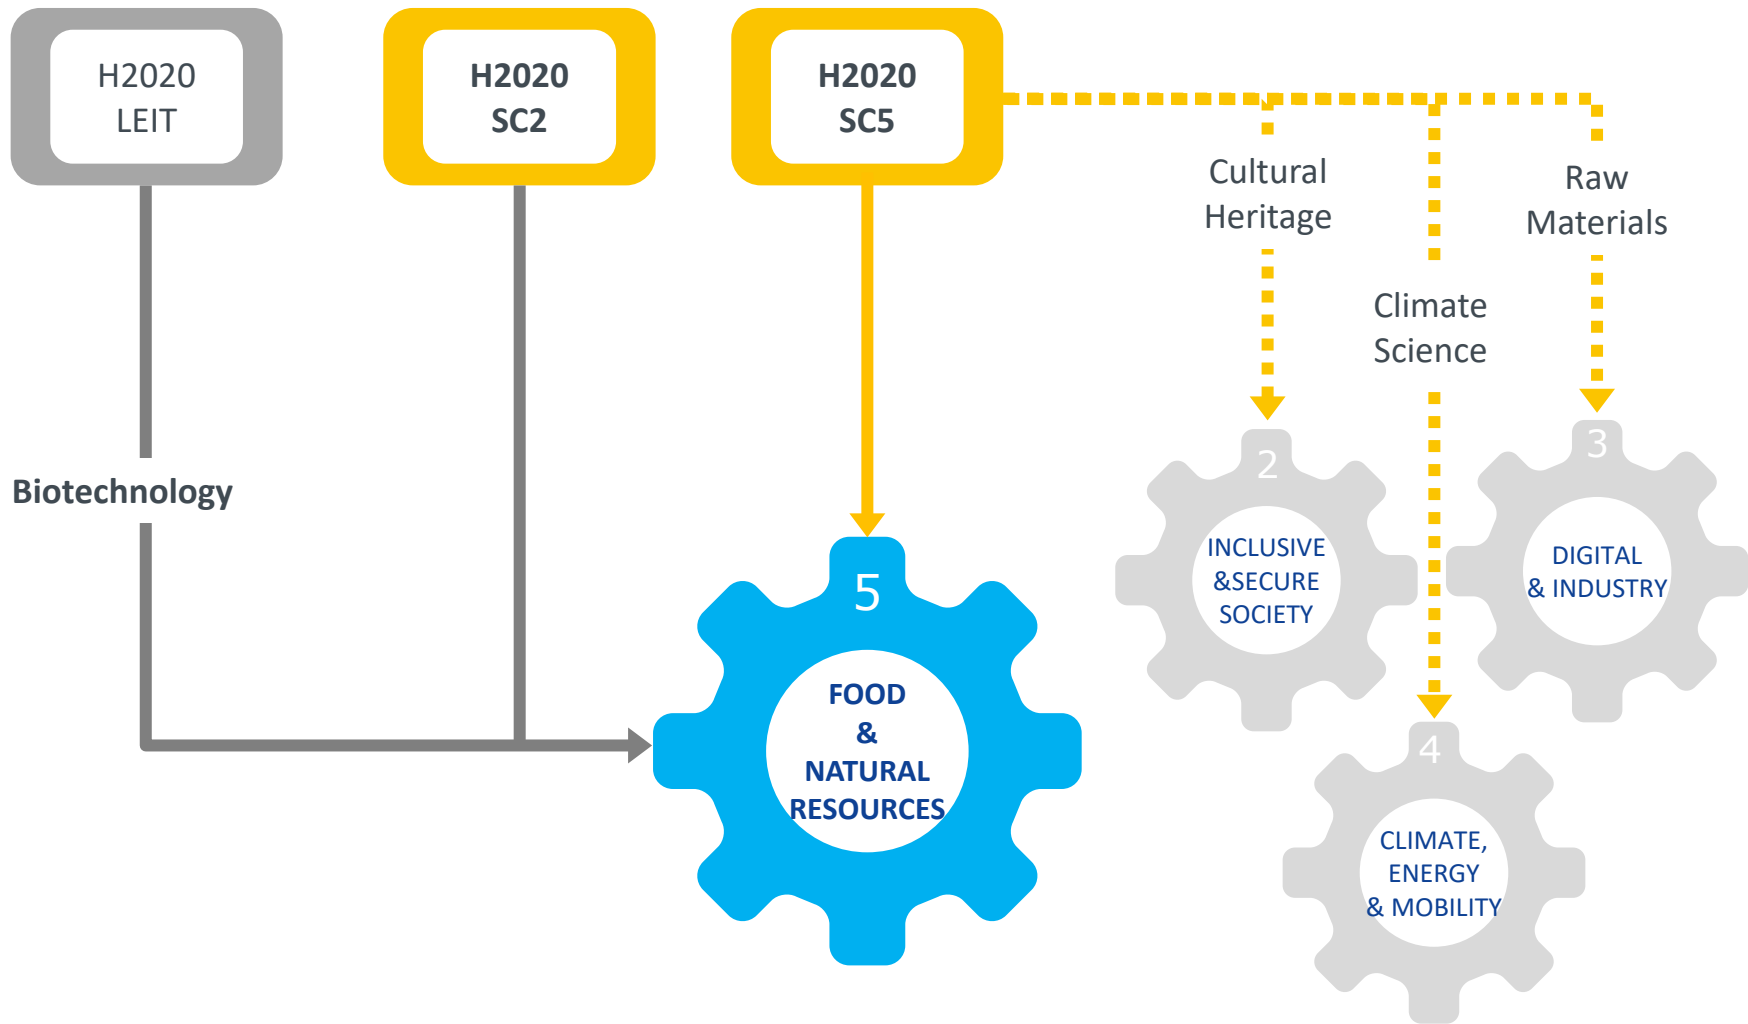 H2020
LEIT
H2020
SC2
H2020
SC5
Cultural
Heritage
Raw
Materials
Climate
Science
Biotechnology
2
INCLUSIVE
&SECURE
SOCIETY
3
DIGITAL
& INDUSTRY
5
FOOD
&
NATURAL
RESOURCES
4
CLIMATE,
ENERGY
& MOBILITY